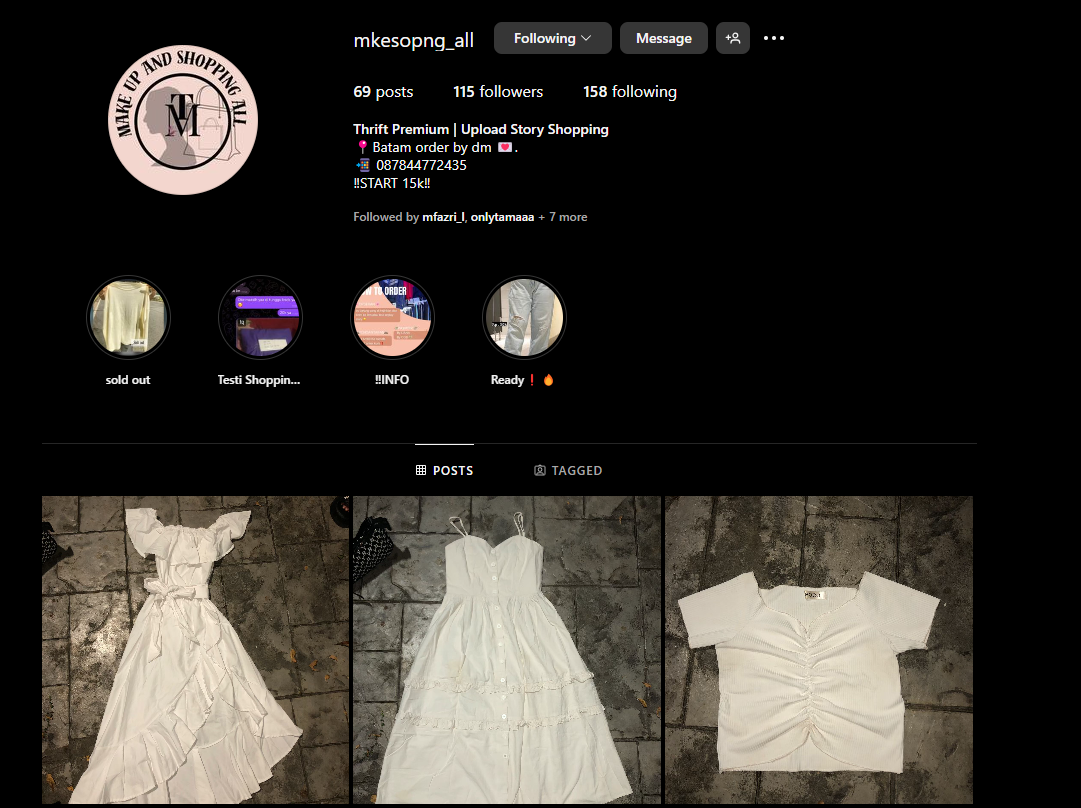 mkesopng_all
Following
Message
69 posts
115 followers
158 following
Thrift Premium | Upload Story Shopping
📍Batam order by dm 💌.
📲 087844772435
‼️START 15k‼️
Followed by mfazri_l, onlytamaaa + 7 more
MAKE UP AND SHOPPING ALL
TM
sold out
Testi Shoppin...
‼️INFO
Ready❗🔥
POSTS
TAGGED